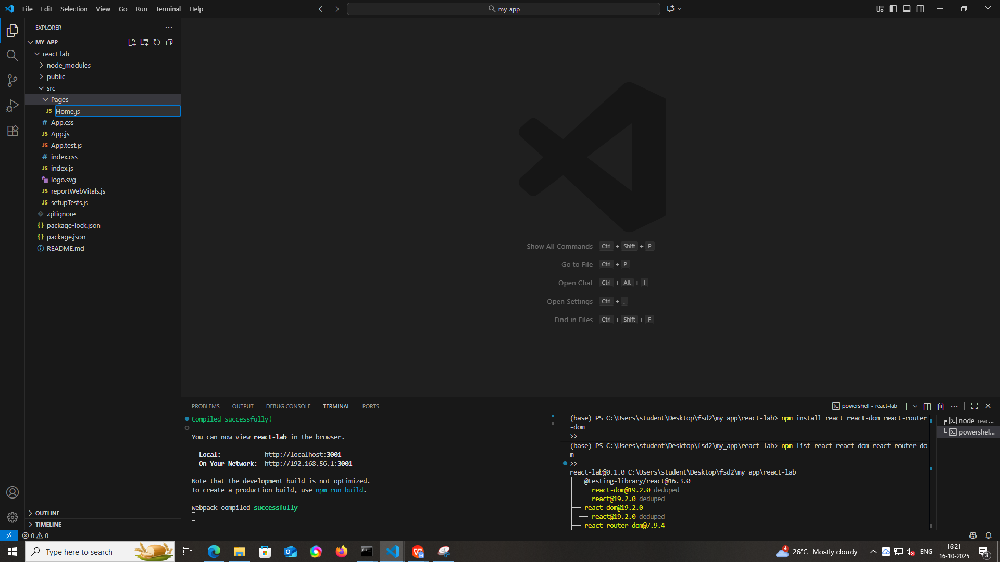 File Edit Selection View Go Run Terminal Help
my_app
EXPLORER
MY_APP
react-lab
node_modules
public
src
Pages
JS Home.js
# App.css
JS App.js
JS App.test.js
# index.css
JS index.js
logo.svg
JS reportWebVitals.js
JS setupTests.js
.gitignore
{} package-lock.json
{} package.json
README.md
OUTLINE
TIMELINE
Show All Commands Ctrl + Shift + P
Go to File Ctrl + P
Open Chat Ctrl + Alt + I
Open Settings Ctrl + ,
Find in Files Ctrl + Shift + F
PROBLEMS OUTPUT DEBUG CONSOLE TERMINAL PORTS
powershell - react-lab
Compiled successfully!
You can now view react-lab in the browser.
Local: http://localhost:3001
On Your Network: http://192.168.56.1:3001
Note that the development build is not optimized.
To create a production build, use npm run build.
webpack compiled successfully
(base) PS C:\Users\student\Desktop\fsd2\my_app\react-lab> npm install react react-dom react-router
-dom
>>
(base) PS C:\Users\student\Desktop\fsd2\my_app\react-lab> npm list react react-dom react-router-do
m
>>
react-lab@0.1.0 C:\Users\student\Desktop\fsd2\my_app\react-lab
├─┬ @testing-library/react@16.3.0
│ ├── react-dom@19.2.0 deduped
│ └── react@19.2.0 deduped
├─┬ react-dom@19.2.0
│ └── react@19.2.0 deduped
├─┬ react-router-dom@7.9.4
node reac...
powershel...
0 0
Type here to search
4
26°C Mostly cloudy
ENG
16:21
16-10-2025
3